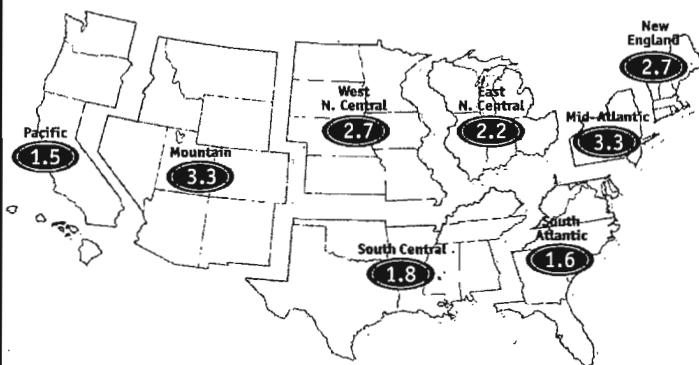 New
England
2.7
West
N. Central
2.7
East
N. Central
2.2
Mid-Atlantic
3.3
Pacific
1.5
Mountain
3.3
South Central
1.8
South
Atlantic
1.6